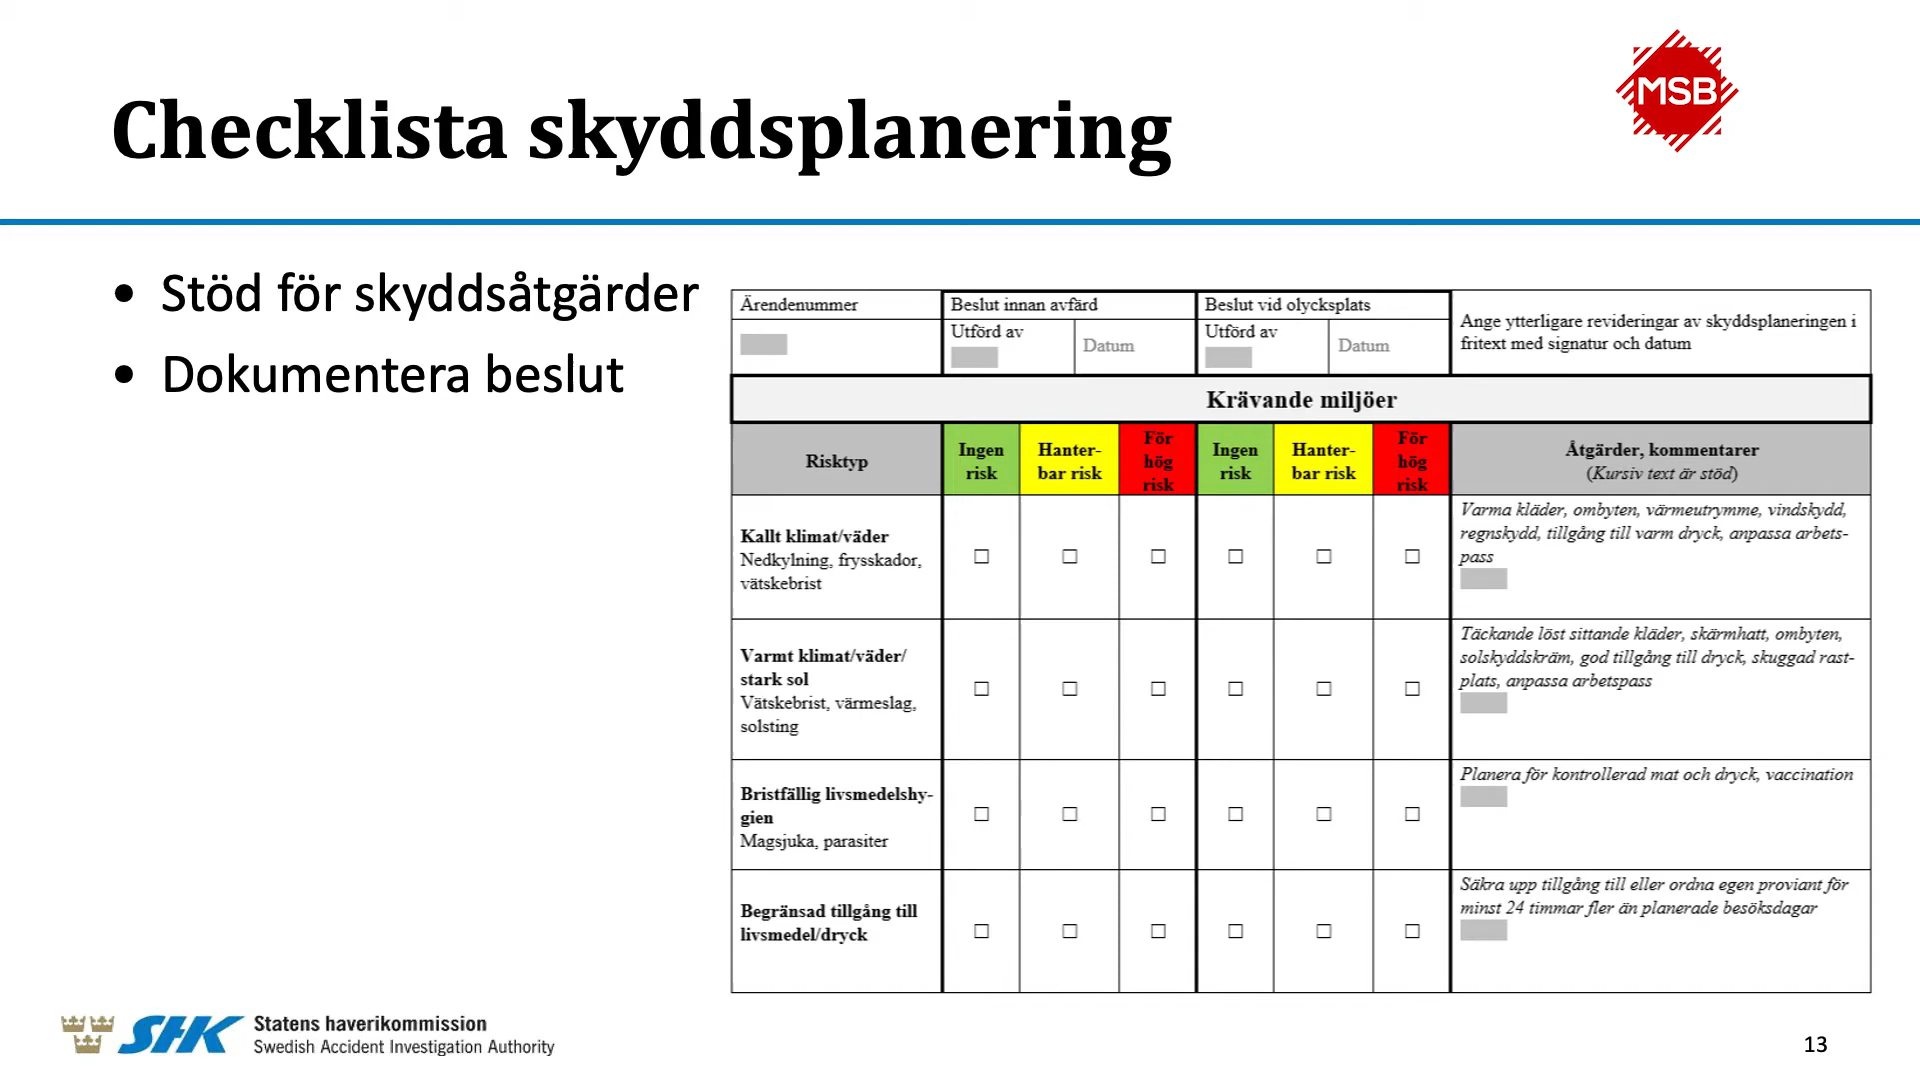 Checklista skyddsplanering
MSB
• Stöd för skyddsåtgärder
• Dokumentera beslut
Ärendenummer
Beslut innan avfärd
Beslut vid olycksplats
Ange ytterligare revideringar av skyddsplaneringen i
fritext med signatur och datum
Utförd av
Datum
Utförd av
Datum
Krävande miljöer
Risktyp
Ingen
risk
Hanter-
bar risk
För
hög
risk
Ingen
risk
Hanter-
bar risk
För
hög
risk
Åtgärder, kommentarer
(Kursiv text är stöd)
Kallt klimat/väder
Nedkylning, frysskador,
vätskebrist
Varma kläder, ombyten, värmeutrymme, vindskydd,
regnskydd, tillgång till varm dryck, anpassa arbets-
pass
Varmt klimat/väder/
stark sol
Vätskebrist, värmeslag,
solsting
Täckande löst sittande kläder, skärmhatt, ombyten,
solskyddskräm, god tillgång till dryck, skuggad rast-
plats, anpassa arbetspass
Bristfällig livsmedelshy-
gien
Magsjuka, parasiter
Planera för kontrollerad mat och dryck, vaccination
Begränsad tillgång till
livsmedel/dryck
Säkra upp tillgång till eller ordna egen proviant för
minst 24 timmar fler än planerade besöksdagar
SHK
Statens haverikommission
Swedish Accident Investigation Authority
13